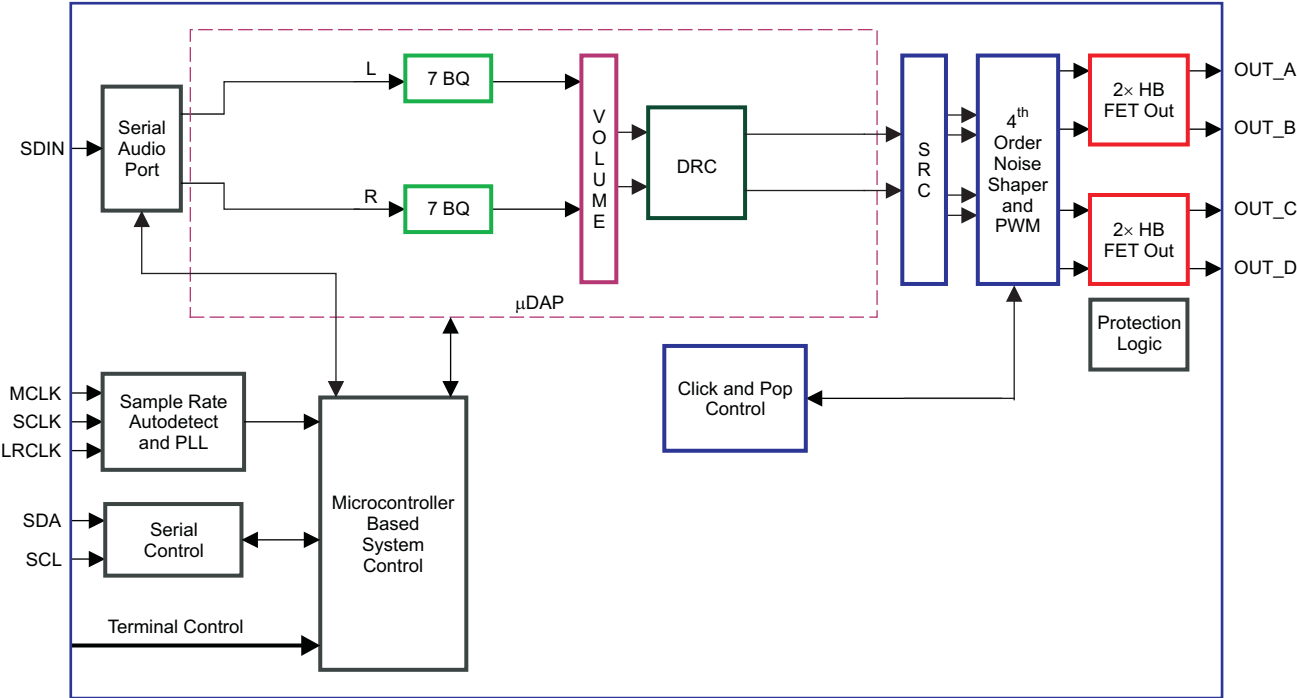 SDIN
Serial
Audio
Port
L
7 BQ
R
7 BQ
V
O
L
U
M
E
DRC
μDAP
S
R
C
4th
Order
Noise
Shaper
and
PWM
2× HB
FET Out
2× HB
FET Out
OUT_A
OUT_B
OUT_C
OUT_D
Protection
Logic
Click and Pop
Control
MCLK
SCLK
LRCLK
Sample Rate
Autodetect
and PLL
SDA
SCL
Serial
Control
Microcontroller
Based
System
Control
Terminal Control